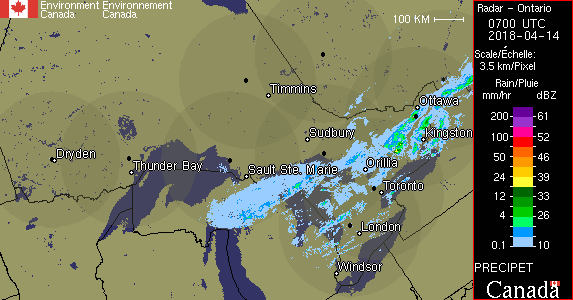 Environment Environnement
Canada Canada
100 KM
Timmins
Ottawa
Sudbury
Kingston
Dryden
Thunder Bay
Sault Ste. Marie
Orillia
Toronto
London
Windsor
Radar - Ontario
0700 UTC
2018-04-14
Scale/Échelle:
3.5 km/Pixel
Rain/Pluie
mm/hr dBZ
200 61
100 52
50 46
24 39
12 33
4 26
0.1 10
PRECIPET
Canada